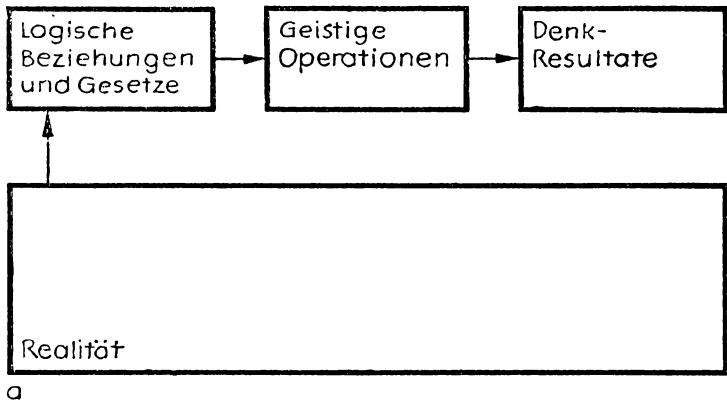 Logische
Beziehungen
und Gesetze
Geistige
Operationen
Denk-
Resultate
Realität
a